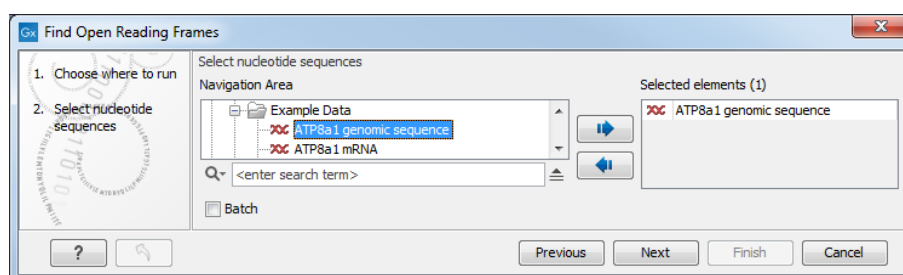 Gx Find Open Reading Frames
1. Choose where to run
2. Select nucleotide
sequences
Select nucleotide sequences
Navigation Area
Example Data
ATP8a1 genomic sequence
ATP8a1 mRNA
<enter search term>
Batch
Selected elements (1)
ATP8a1 genomic sequence
?
Previous
Next
Finish
Cancel